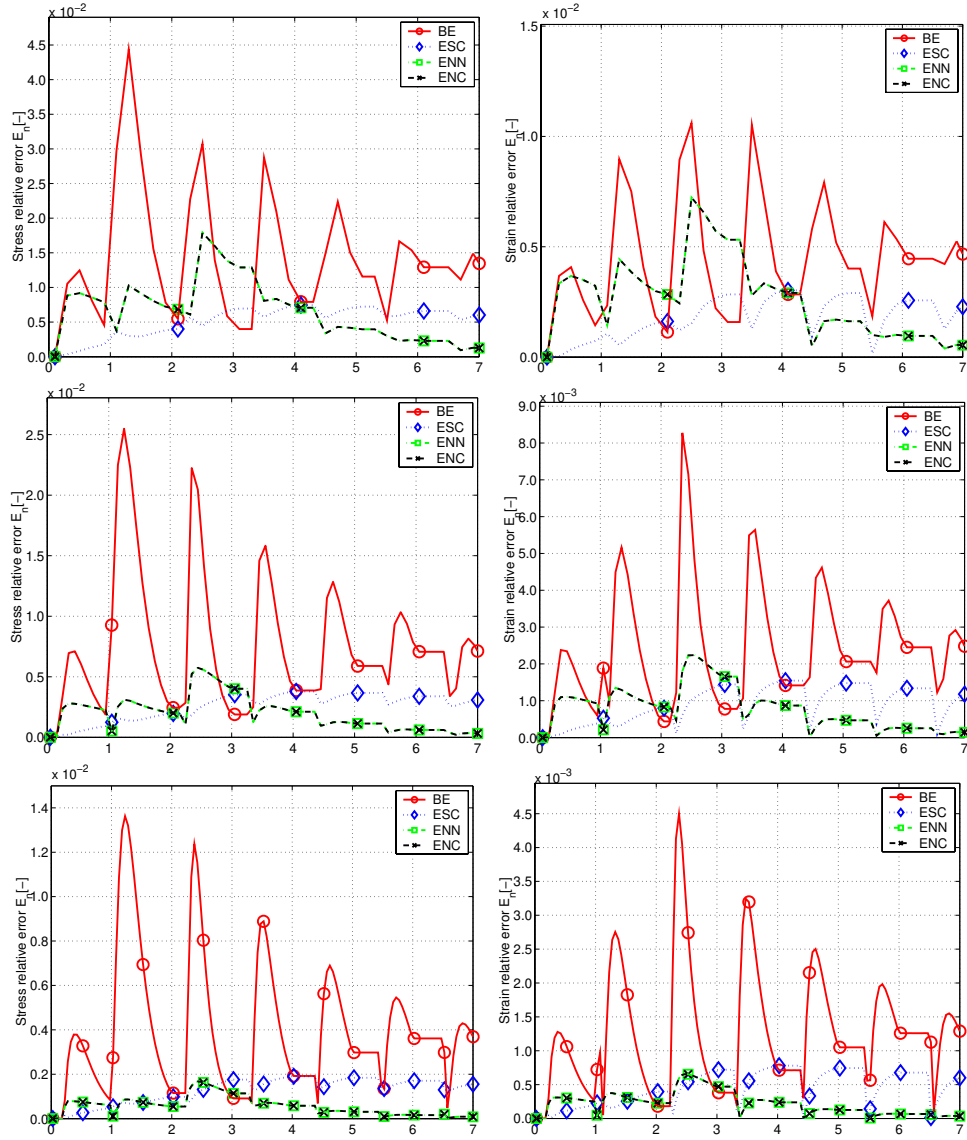 x 10⁻²
4.5
4.0
3.5
3.0
2.5
2.0
1.5
1.0
0.5
0.0
0 1 2 3 4 5 6 7
Stress relative error E_n[−]
BE
ESC
ENN
ENC
x 10⁻²
1.5
1.0
0.5
0.0
0 1 2 3 4 5 6 7
Strain relative error E_n[−]
BE
ESC
ENN
ENC
x 10⁻²
2.5
2.0
1.5
1.0
0.5
0.0
0 1 2 3 4 5 6 7
Stress relative error E_n[−]
BE
ESC
ENN
ENC
x 10⁻³
9.0
8.0
7.0
6.0
5.0
4.0
3.0
2.0
1.0
0.0
0 1 2 3 4 5 6 7
Strain relative error E_n[−]
BE
ESC
ENN
ENC
x 10⁻²
1.4
1.2
1.0
0.8
0.6
0.4
0.2
0.0
0 1 2 3 4 5 6 7
Stress relative error E_n[−]
BE
ESC
ENN
ENC
x 10⁻³
4.5
4.0
3.5
3.0
2.5
2.0
1.5
1.0
0.5
0.0
0 1 2 3 4 5 6 7
Strain relative error E_n[−]
BE
ESC
ENN
ENC